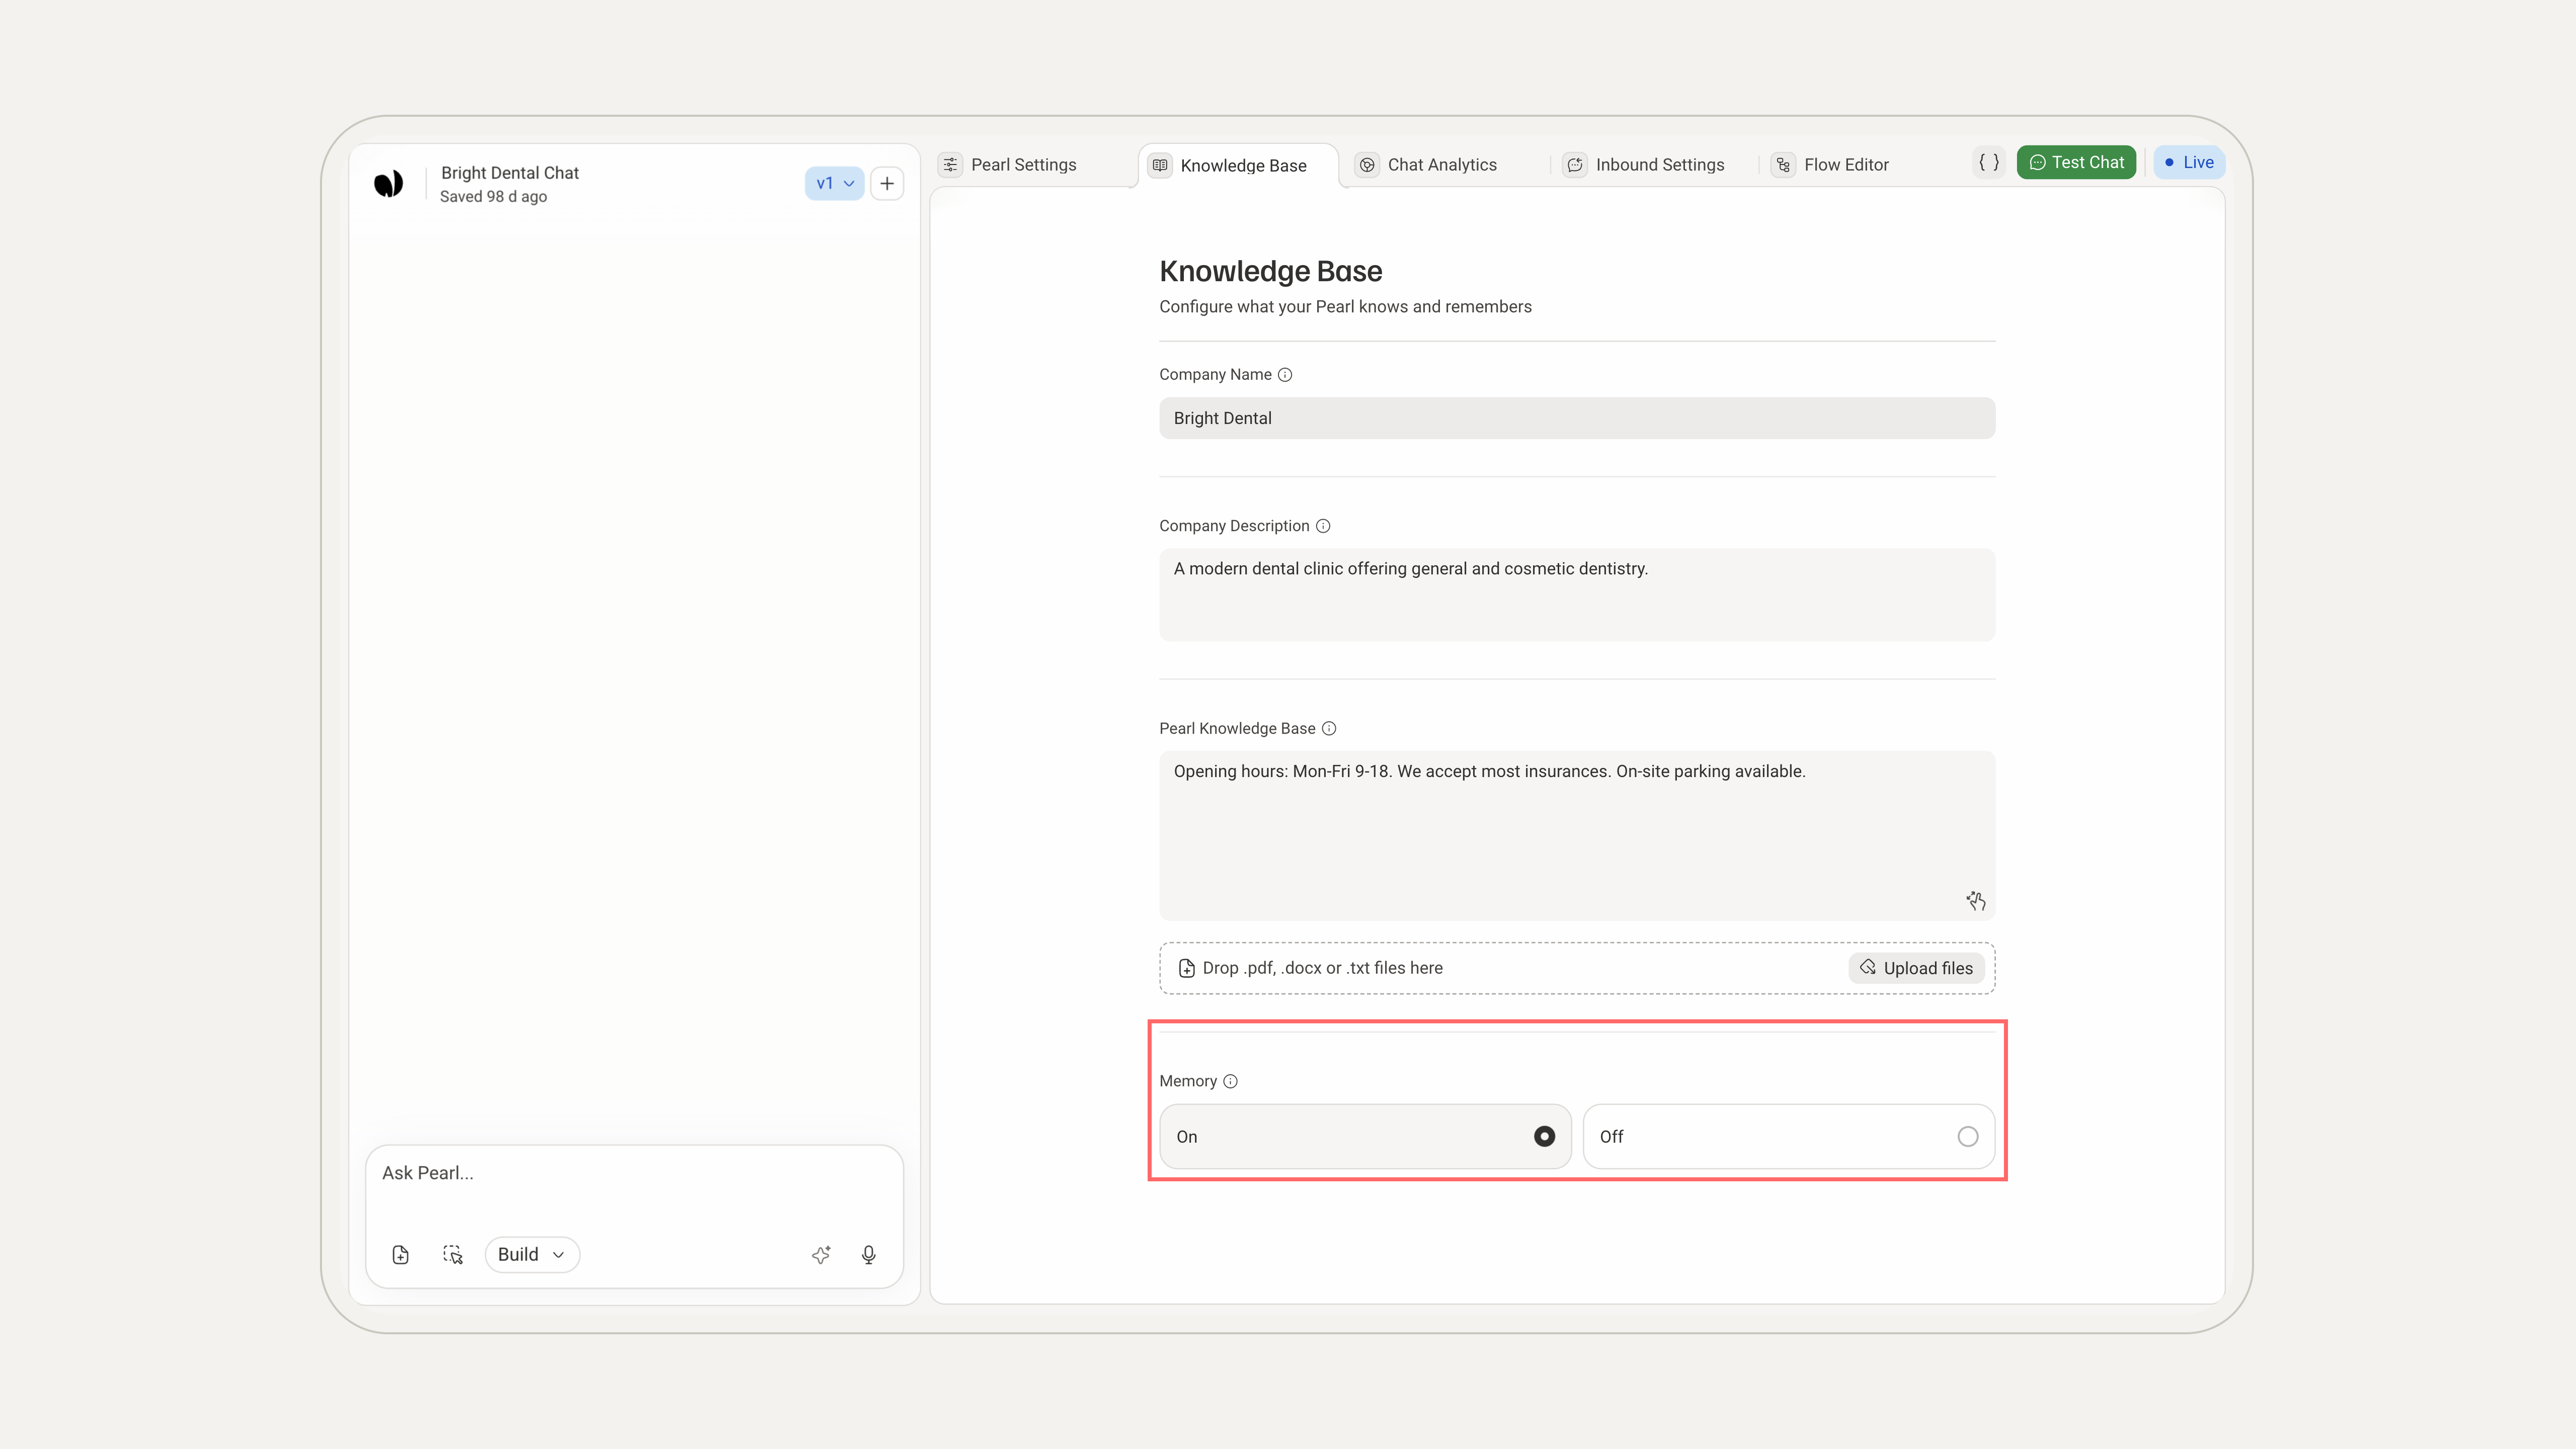 Bright Dental Chat
Saved 98 d ago
v1
Pearl Settings
Knowledge Base
Chat Analytics
Inbound Settings
Flow Editor
{ }
Test Chat
Live
Knowledge Base
Configure what your Pearl knows and remembers
Company Name
Bright Dental
Company Description
A modern dental clinic offering general and cosmetic dentistry.
Pearl Knowledge Base
Opening hours: Mon-Fri 9-18. We accept most insurances. On-site parking available.
Drop .pdf, .docx or .txt files here
Upload files
Memory
On
Off
Ask Pearl...
Build